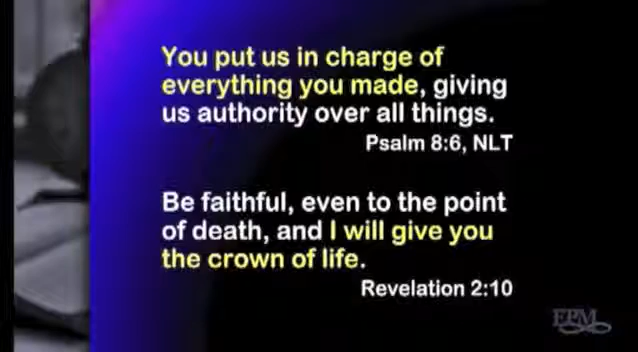 You put us in charge of
everything you made, giving
us authority over all things.
Psalm 8:6, NLT
Be faithful, even to the point
of death, and I will give you
the crown of life.
Revelation 2:10
EPM